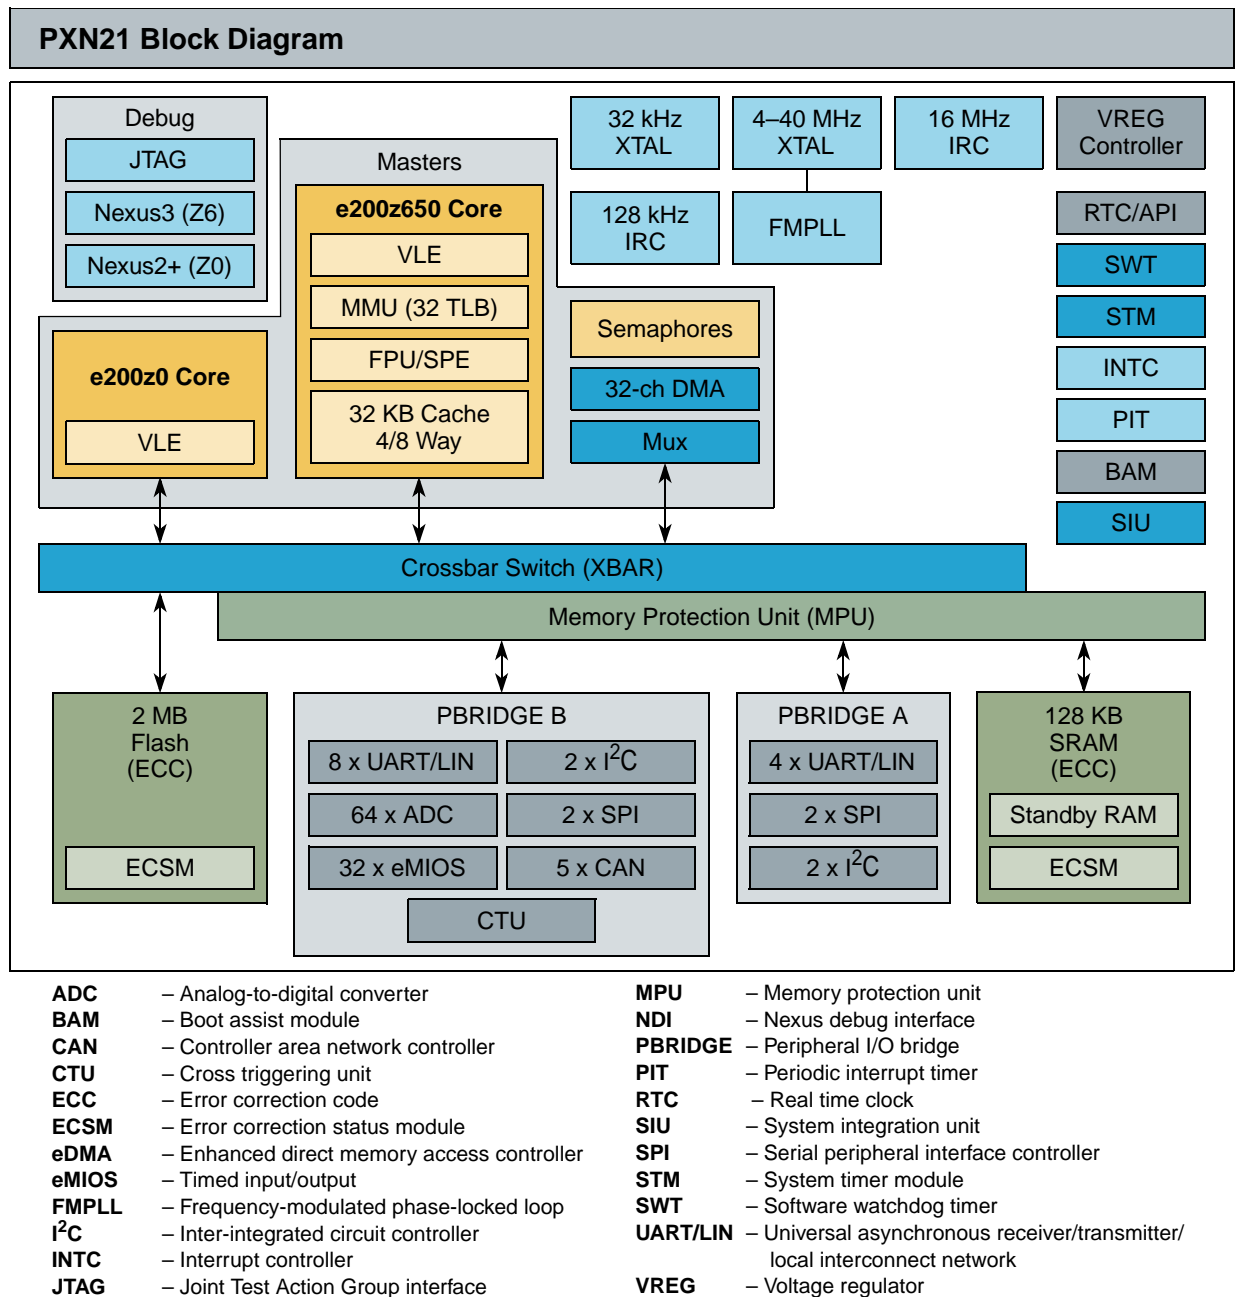 PXN21 Block Diagram
Debug
JTAG
Nexus3 (Z6)
Nexus2+ (Z0)
Masters
e200z650 Core
VLE
MMU (32 TLB)
FPU/SPE
32 KB Cache
4/8 Way
e200z0 Core
VLE
Semaphores
32-ch DMA
Mux
32 kHz
XTAL
4–40 MHz
XTAL
16 MHz
IRC
128 kHz
IRC
FMPLL
VREG
Controller
RTC/API
SWT
STM
INTC
PIT
BAM
SIU
Crossbar Switch (XBAR)
Memory Protection Unit (MPU)
2 MB
Flash
(ECC)
ECSM
PBRIDGE B
8 x UART/LIN
2 x I²C
64 x ADC
2 x SPI
32 x eMIOS
5 x CAN
CTU
PBRIDGE A
4 x UART/LIN
2 x SPI
2 x I²C
128 KB
SRAM
(ECC)
Standby RAM
ECSM
ADC – Analog-to-digital converter
BAM – Boot assist module
CAN – Controller area network controller
CTU – Cross triggering unit
ECC – Error correction code
ECSM – Error correction status module
eDMA – Enhanced direct memory access controller
eMIOS – Timed input/output
FMPLL – Frequency-modulated phase-locked loop
I²C – Inter-integrated circuit controller
INTC – Interrupt controller
JTAG – Joint Test Action Group interface
MPU – Memory protection unit
NDI – Nexus debug interface
PBRIDGE – Peripheral I/O bridge
PIT – Periodic interrupt timer
RTC – Real time clock
SIU – System integration unit
SPI – Serial peripheral interface controller
STM – System timer module
SWT – Software watchdog timer
UART/LIN – Universal asynchronous receiver/transmitter/
local interconnect network
VREG – Voltage regulator